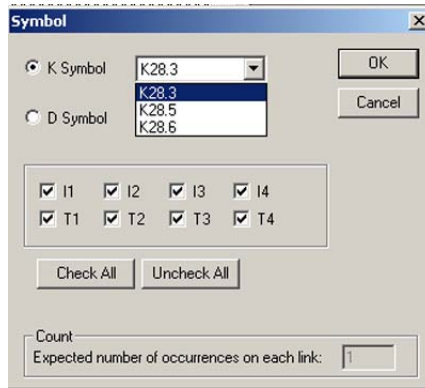 Symbol
K Symbol K28.3 OK
K28.3
K28.5
K28.6
Cancel
D Symbol
I1 I2 I3 I4
T1 T2 T3 T4
Check All Uncheck All
Count
Expected number of occurrences on each link: 1